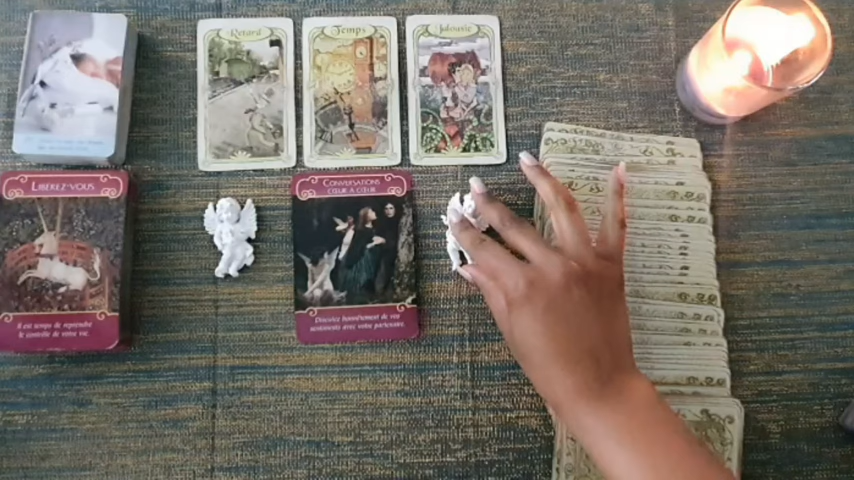 Retard
Temps
Jalousie
LIBÉREZ-VOUS
Il est temps de reprendre
le contrôle de votre vie.
CONVERSATIONS
CŒUR À CŒUR
Discutez honnêtement de vos
sentiments avec votre partenaire.